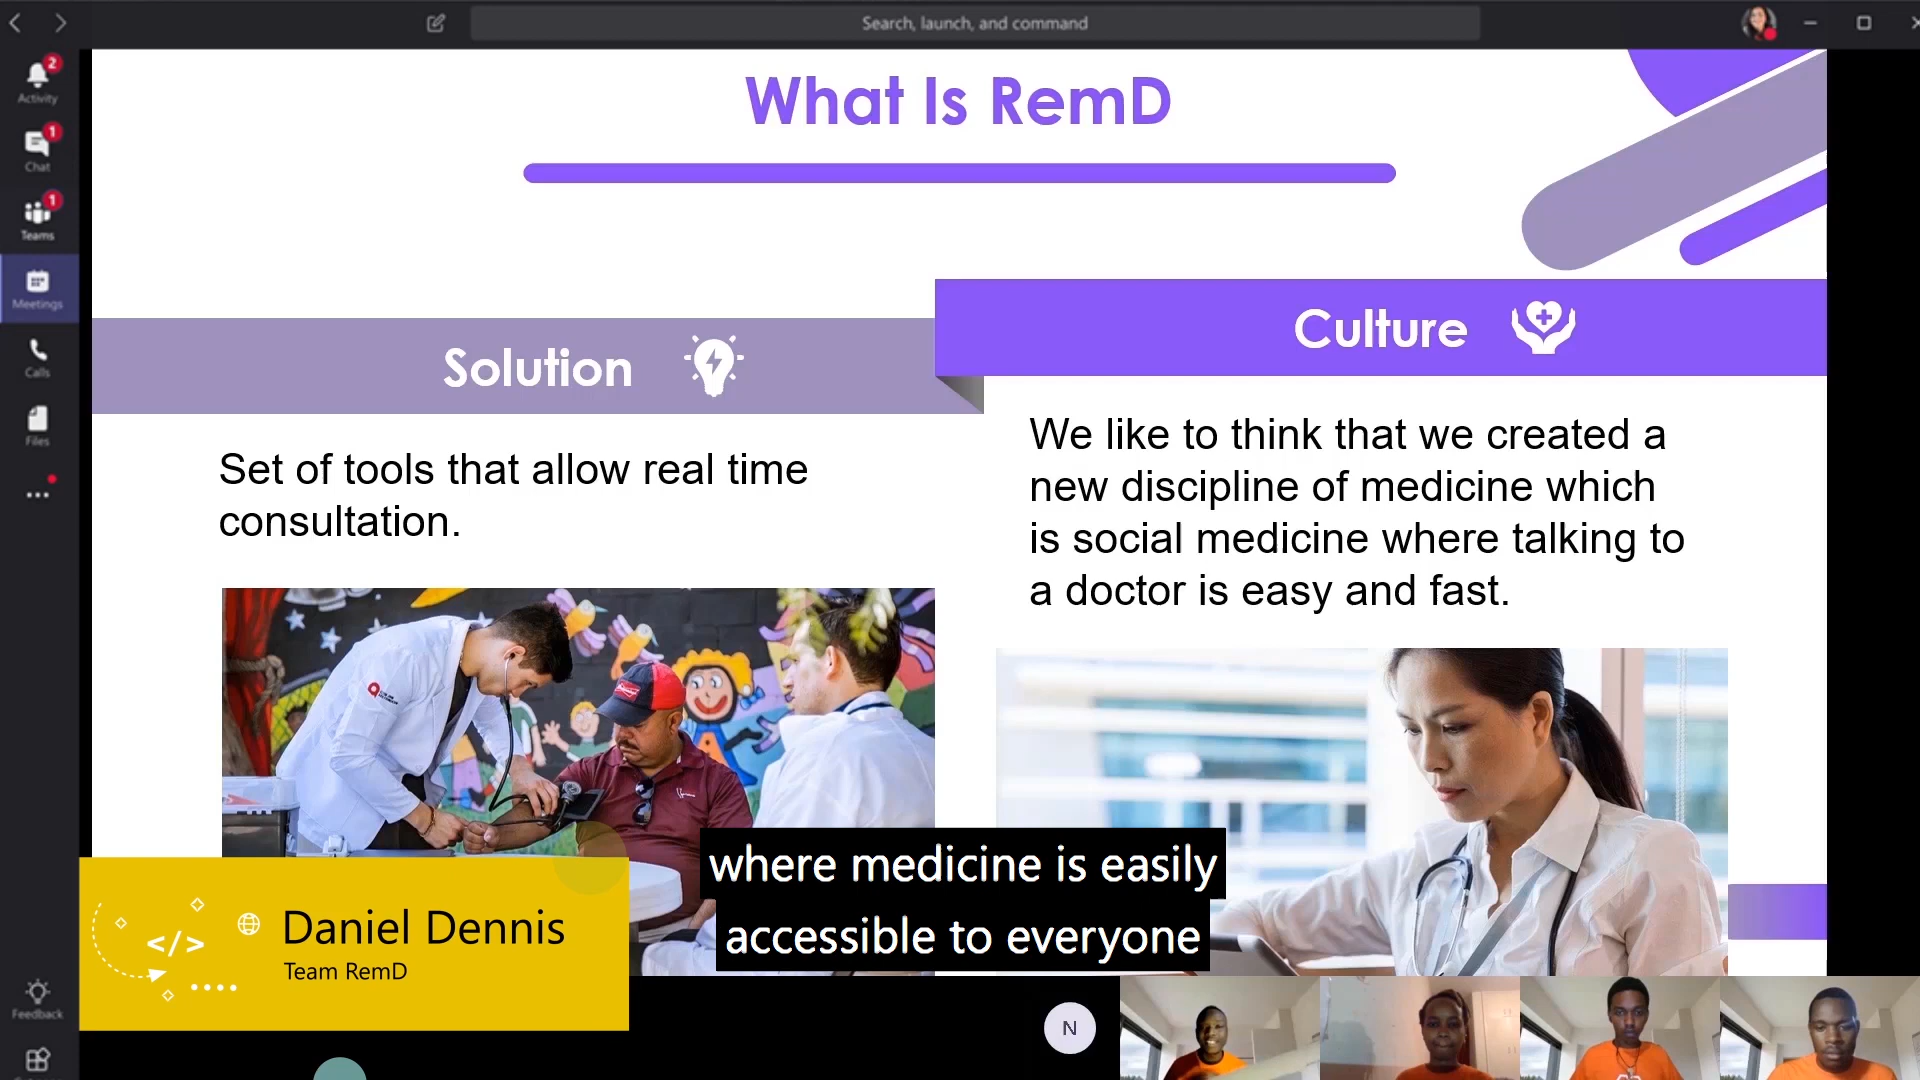 Search, launch, and command
2
Activity
1
Chat
1
Teams
Meetings
Calls
Files
Feedback
What Is RemD
Solution
Set of tools that allow real time
consultation.
Culture
We like to think that we created a
new discipline of medicine which
is social medicine where talking to
a doctor is easy and fast.
where medicine is easily
accessible to everyone
</>
Daniel Dennis
Team RemD
N